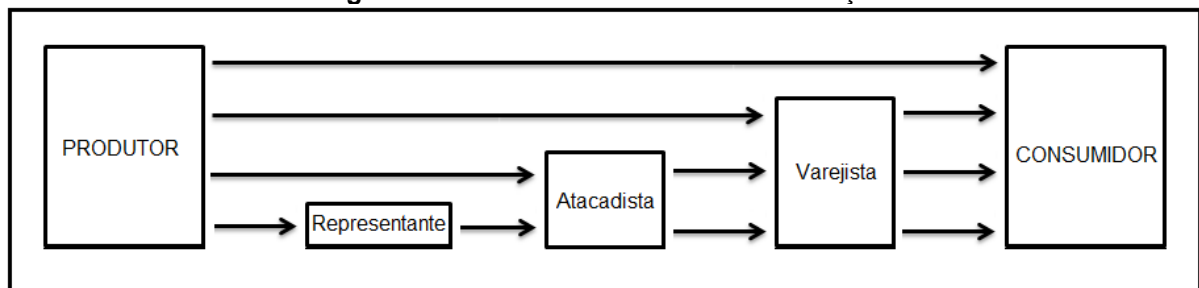 PRODUTOR
Representante
Atacadista
Varejista
CONSUMIDOR